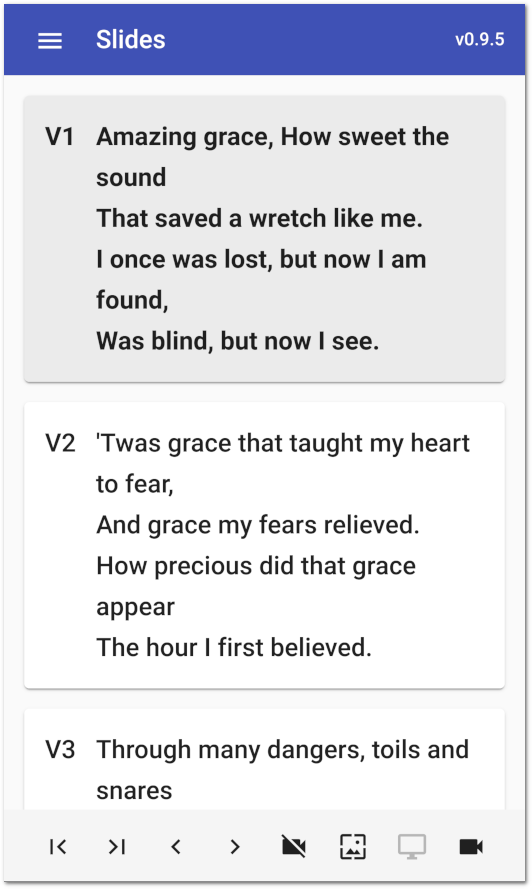 Slides
v0.9.5
V1 Amazing grace, How sweet the
sound
That saved a wretch like me.
I once was lost, but now I am
found,
Was blind, but now I see.
V2 'Twas grace that taught my heart
to fear,
And grace my fears relieved.
How precious did that grace
appear
The hour I first believed.
V3 Through many dangers, toils and
snares